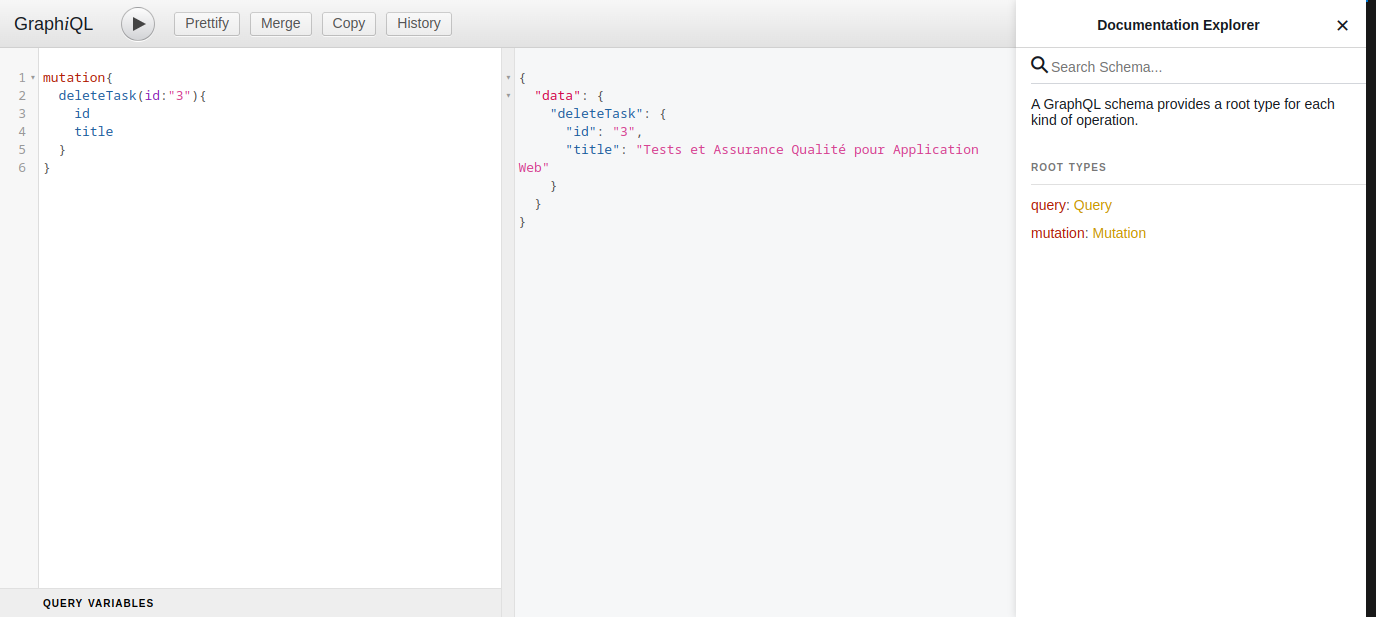 GraphiQL
Prettify
Merge
Copy
History
1 mutation{
2 deleteTask(id:"3"){
3 id
4 title
5 }
6 }
QUERY VARIABLES
{
"data": {
"deleteTask": {
"id": "3",
"title": "Tests et Assurance Qualité pour Application
Web"
}
}
}
Documentation Explorer
Search Schema...
A GraphQL schema provides a root type for each
kind of operation.
ROOT TYPES
query: Query
mutation: Mutation